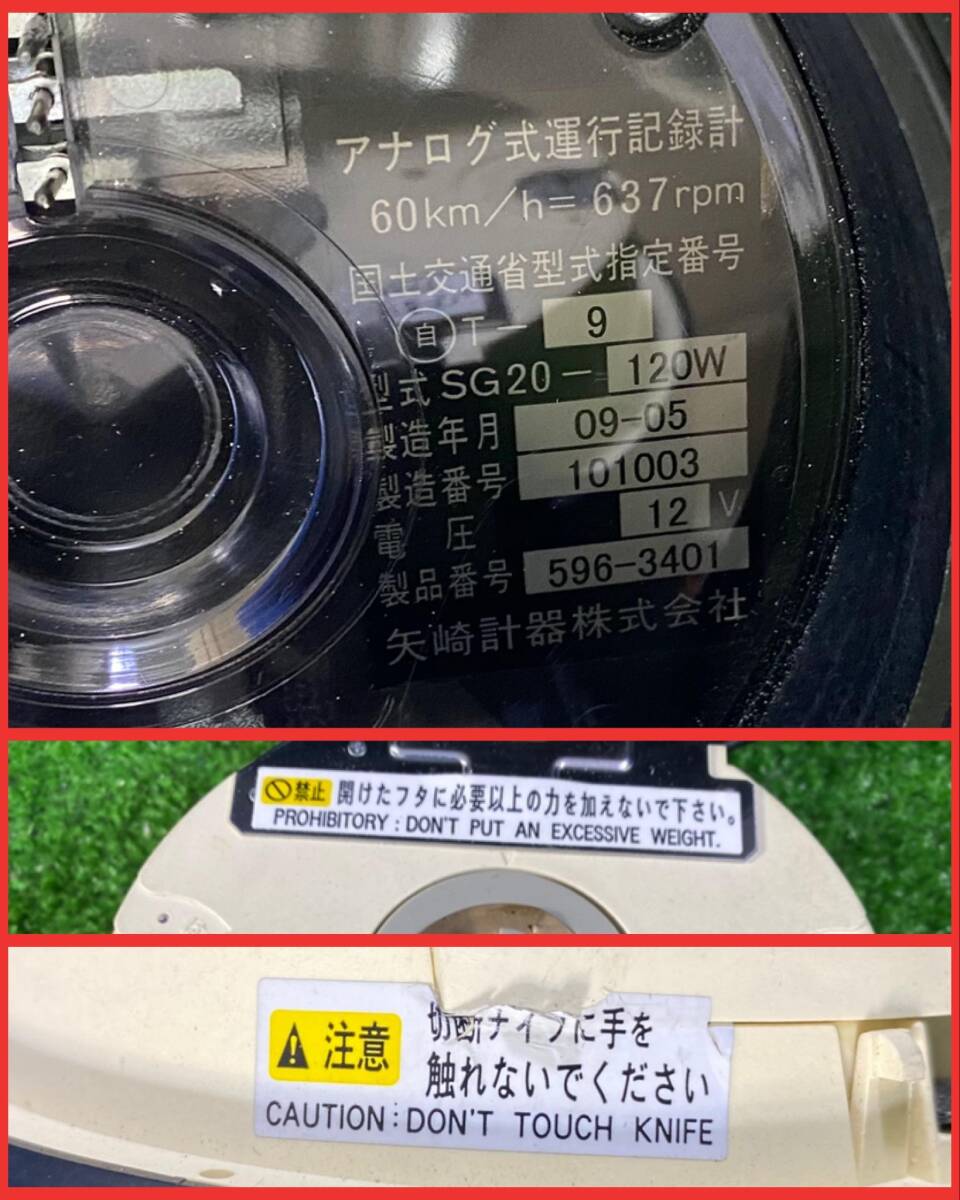 アナログ式運行記録計
60km/h=637rpm
国土交通省型式指定番号
自 T- 9
型式SG20-120W
製造年月 09-05
製造番号 101003
電圧 12 V
製品番号 596-3401
矢崎計器株式会社
禁止 開けたフタに必要以上の力を加えないで下さい。
PROHIBITORY : DON'T PUT AN EXCESSIVE WEIGHT.
注意 切断ナイフに手を
触れないでください
CAUTION : DON'T TOUCH KNIFE